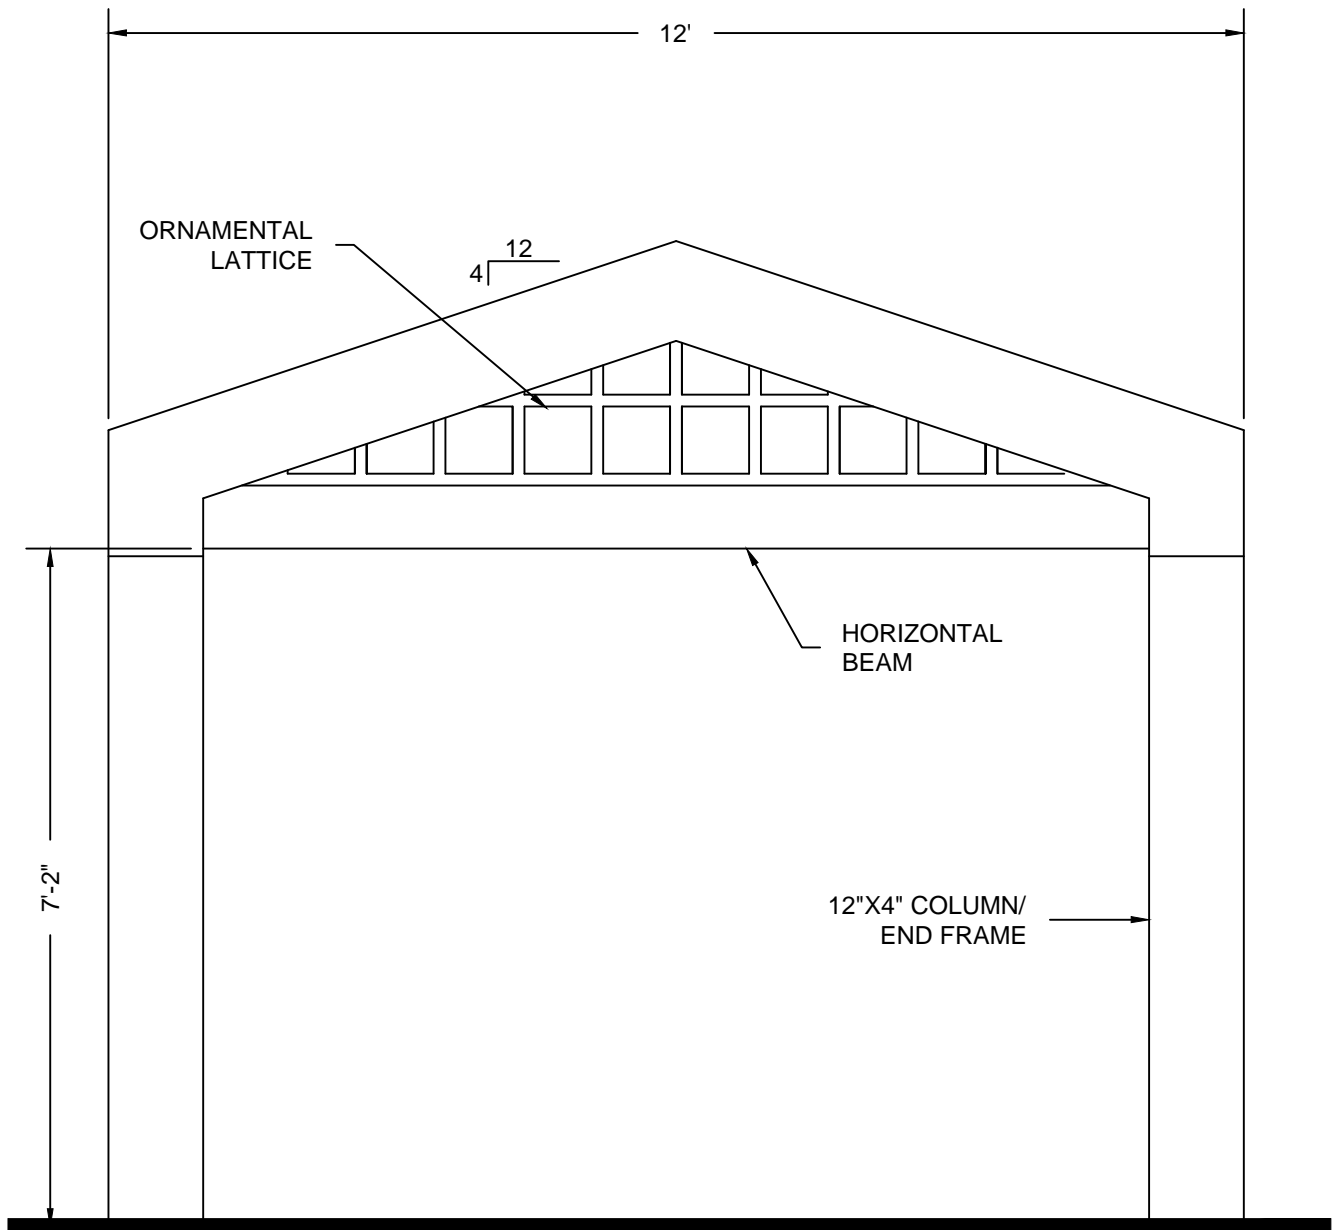 12'
ORNAMENTAL
LATTICE
12
4
HORIZONTAL
BEAM
7'-2"
12"X4" COLUMN/
END FRAME